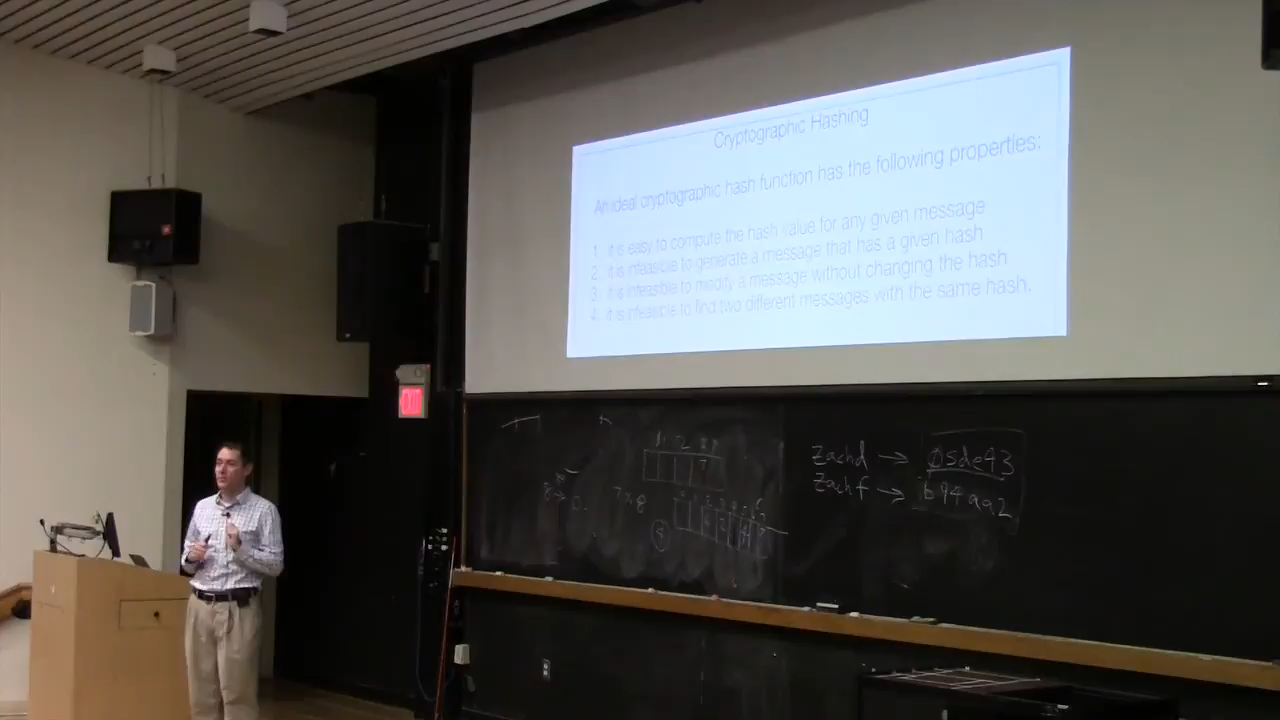 Cryptographic Hashing
An ideal cryptographic hash function has the following properties:
1. it is easy to compute the hash value for any given message
2. it is infeasible to generate a message that has a given hash
3. it is infeasible to modify a message without changing the hash
4. it is infeasible to find two different messages with the same hash.
EXIT
zachd → 05de43
zachf → b94aa2